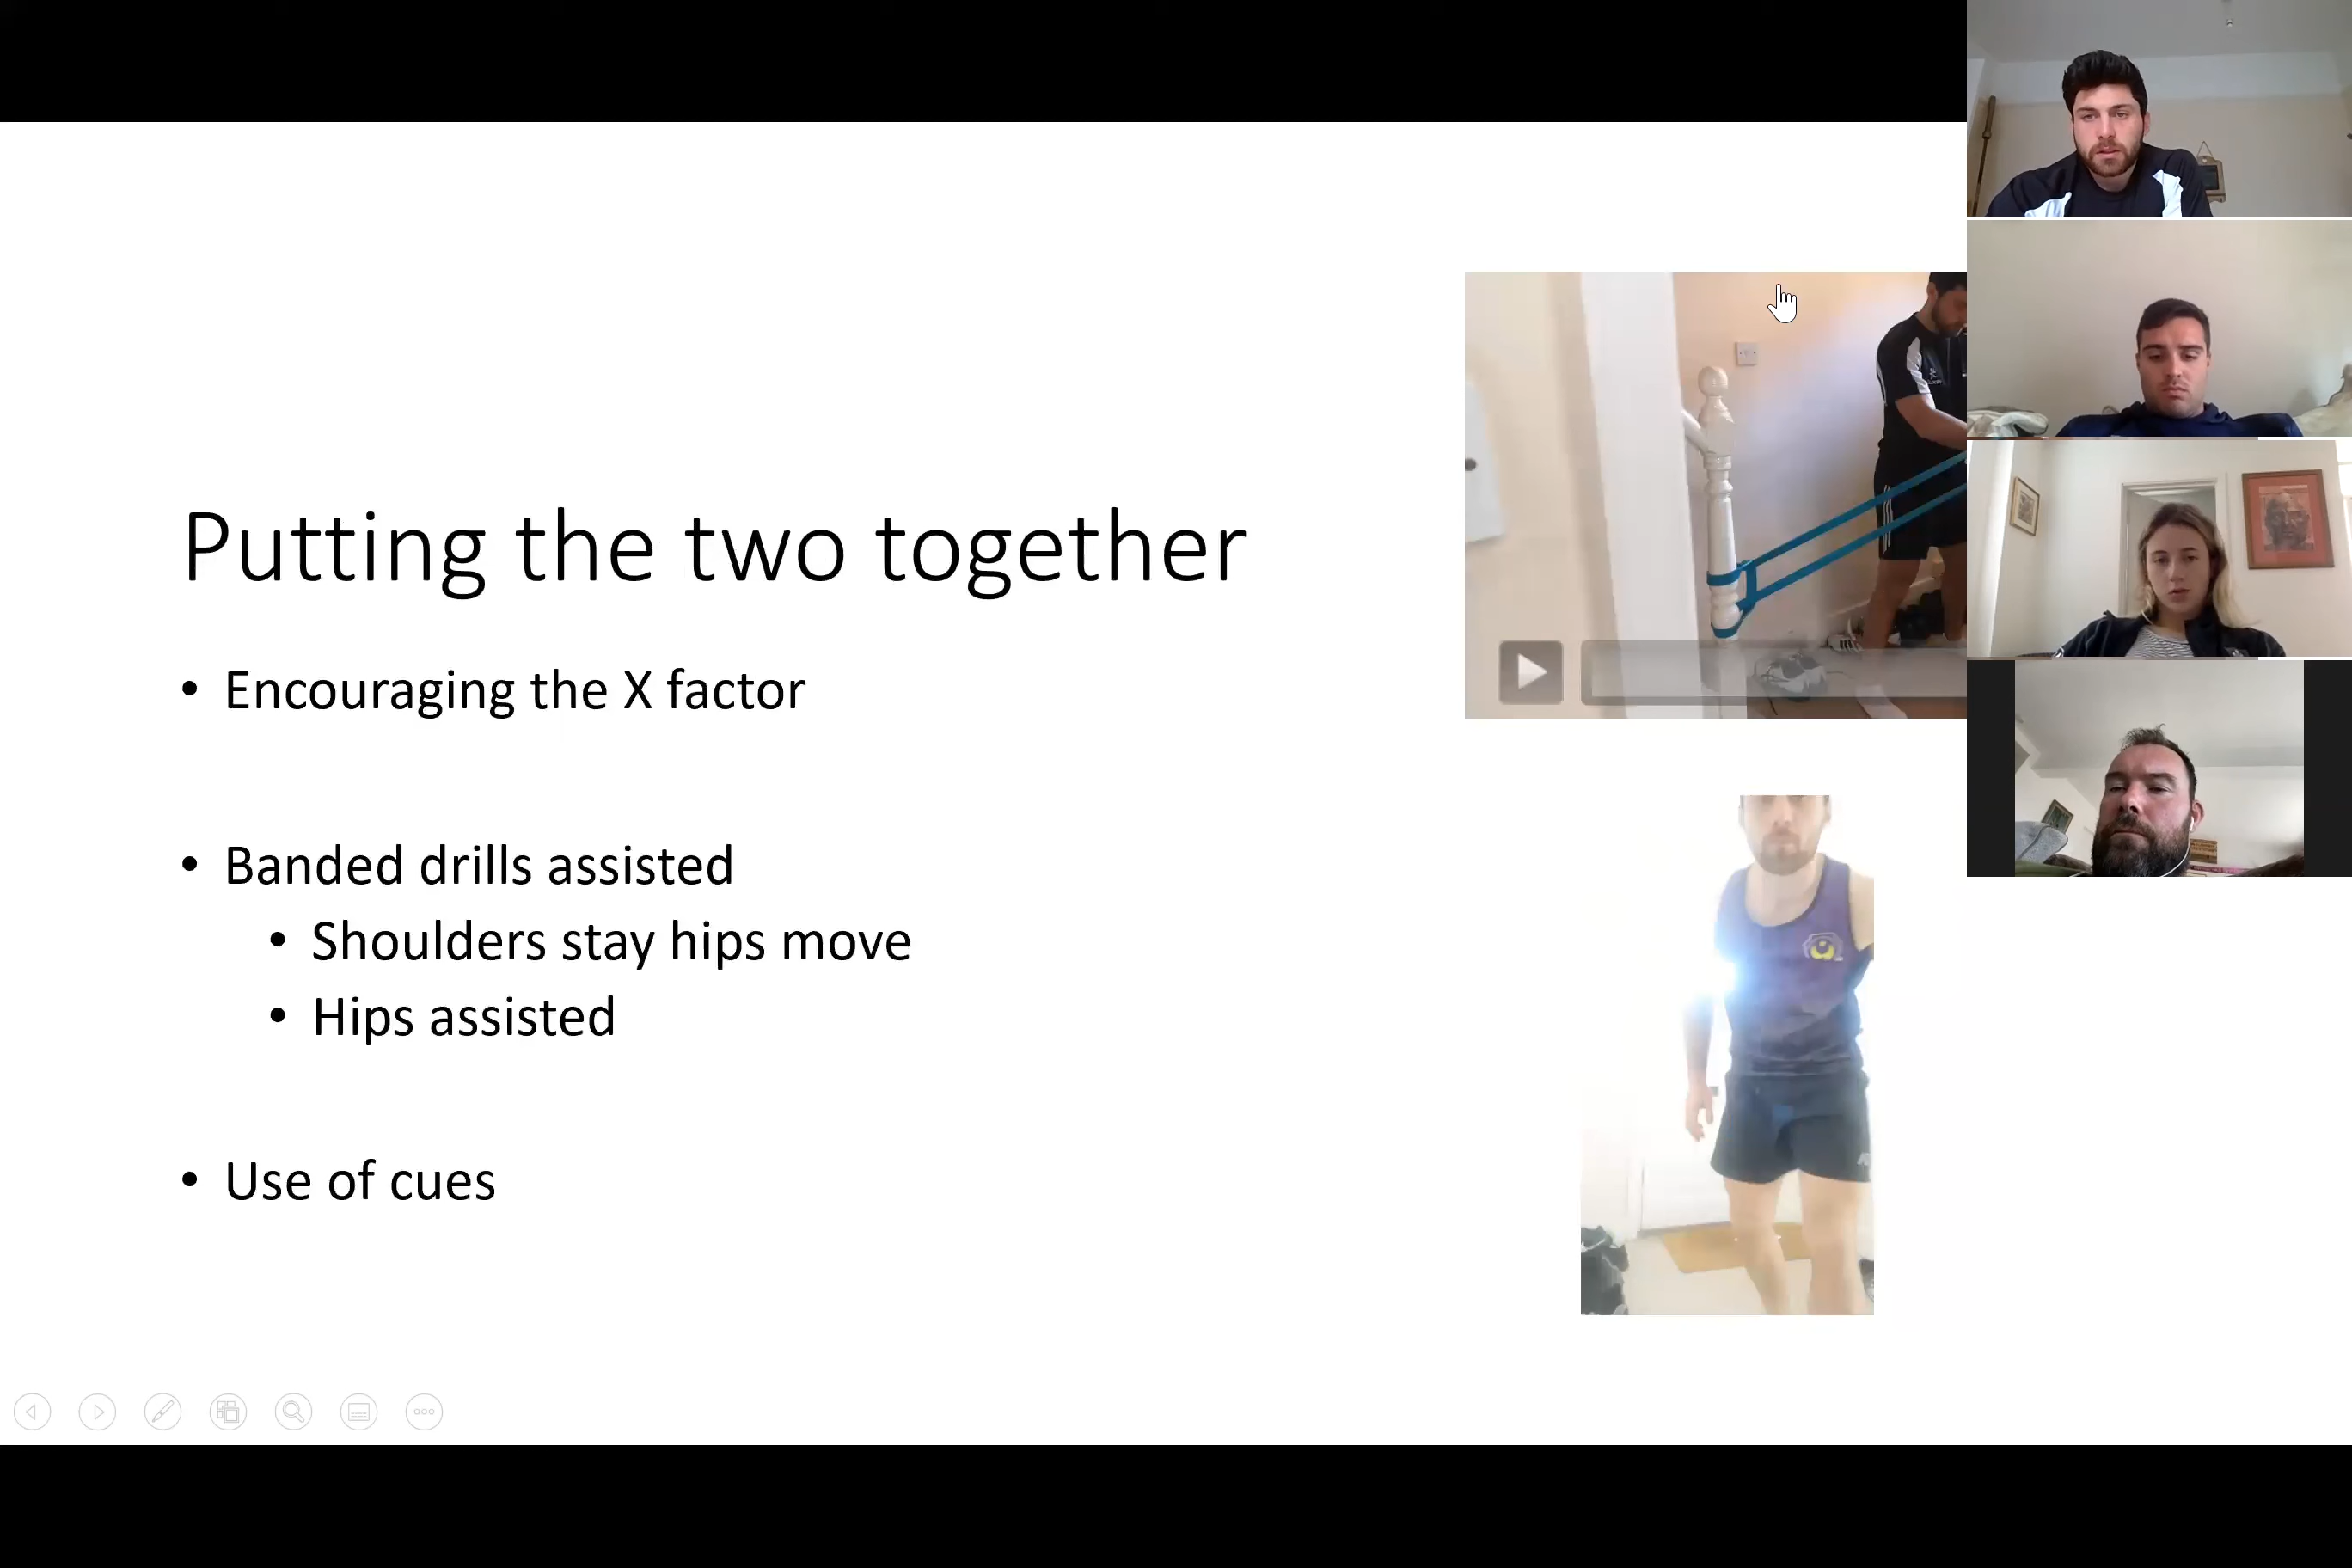 Putting the two together
• Encouraging the X factor
• Banded drills assisted
• Shoulders stay hips move
• Hips assisted
• Use of cues